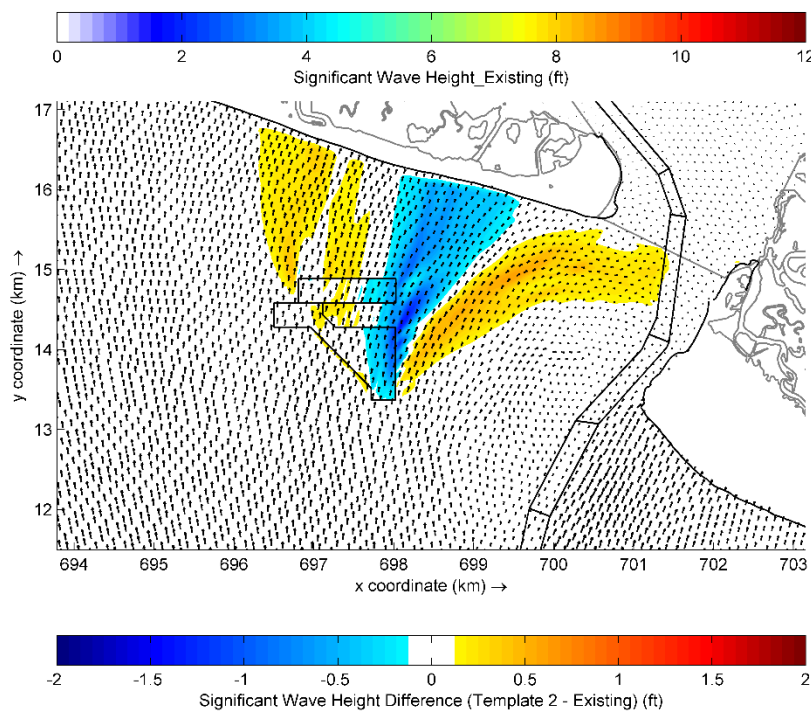 0 2 4 6 8 10 12
Significant Wave Height_Existing (ft)
17
16
15
14
13
12
694 695 696 697 698 699 700 701 702 703
y coordinate (km) →
x coordinate (km) →
-2 -1.5 -1 -0.5 0 0.5 1 1.5 2
Significant Wave Height Difference (Template 2 - Existing) (ft)